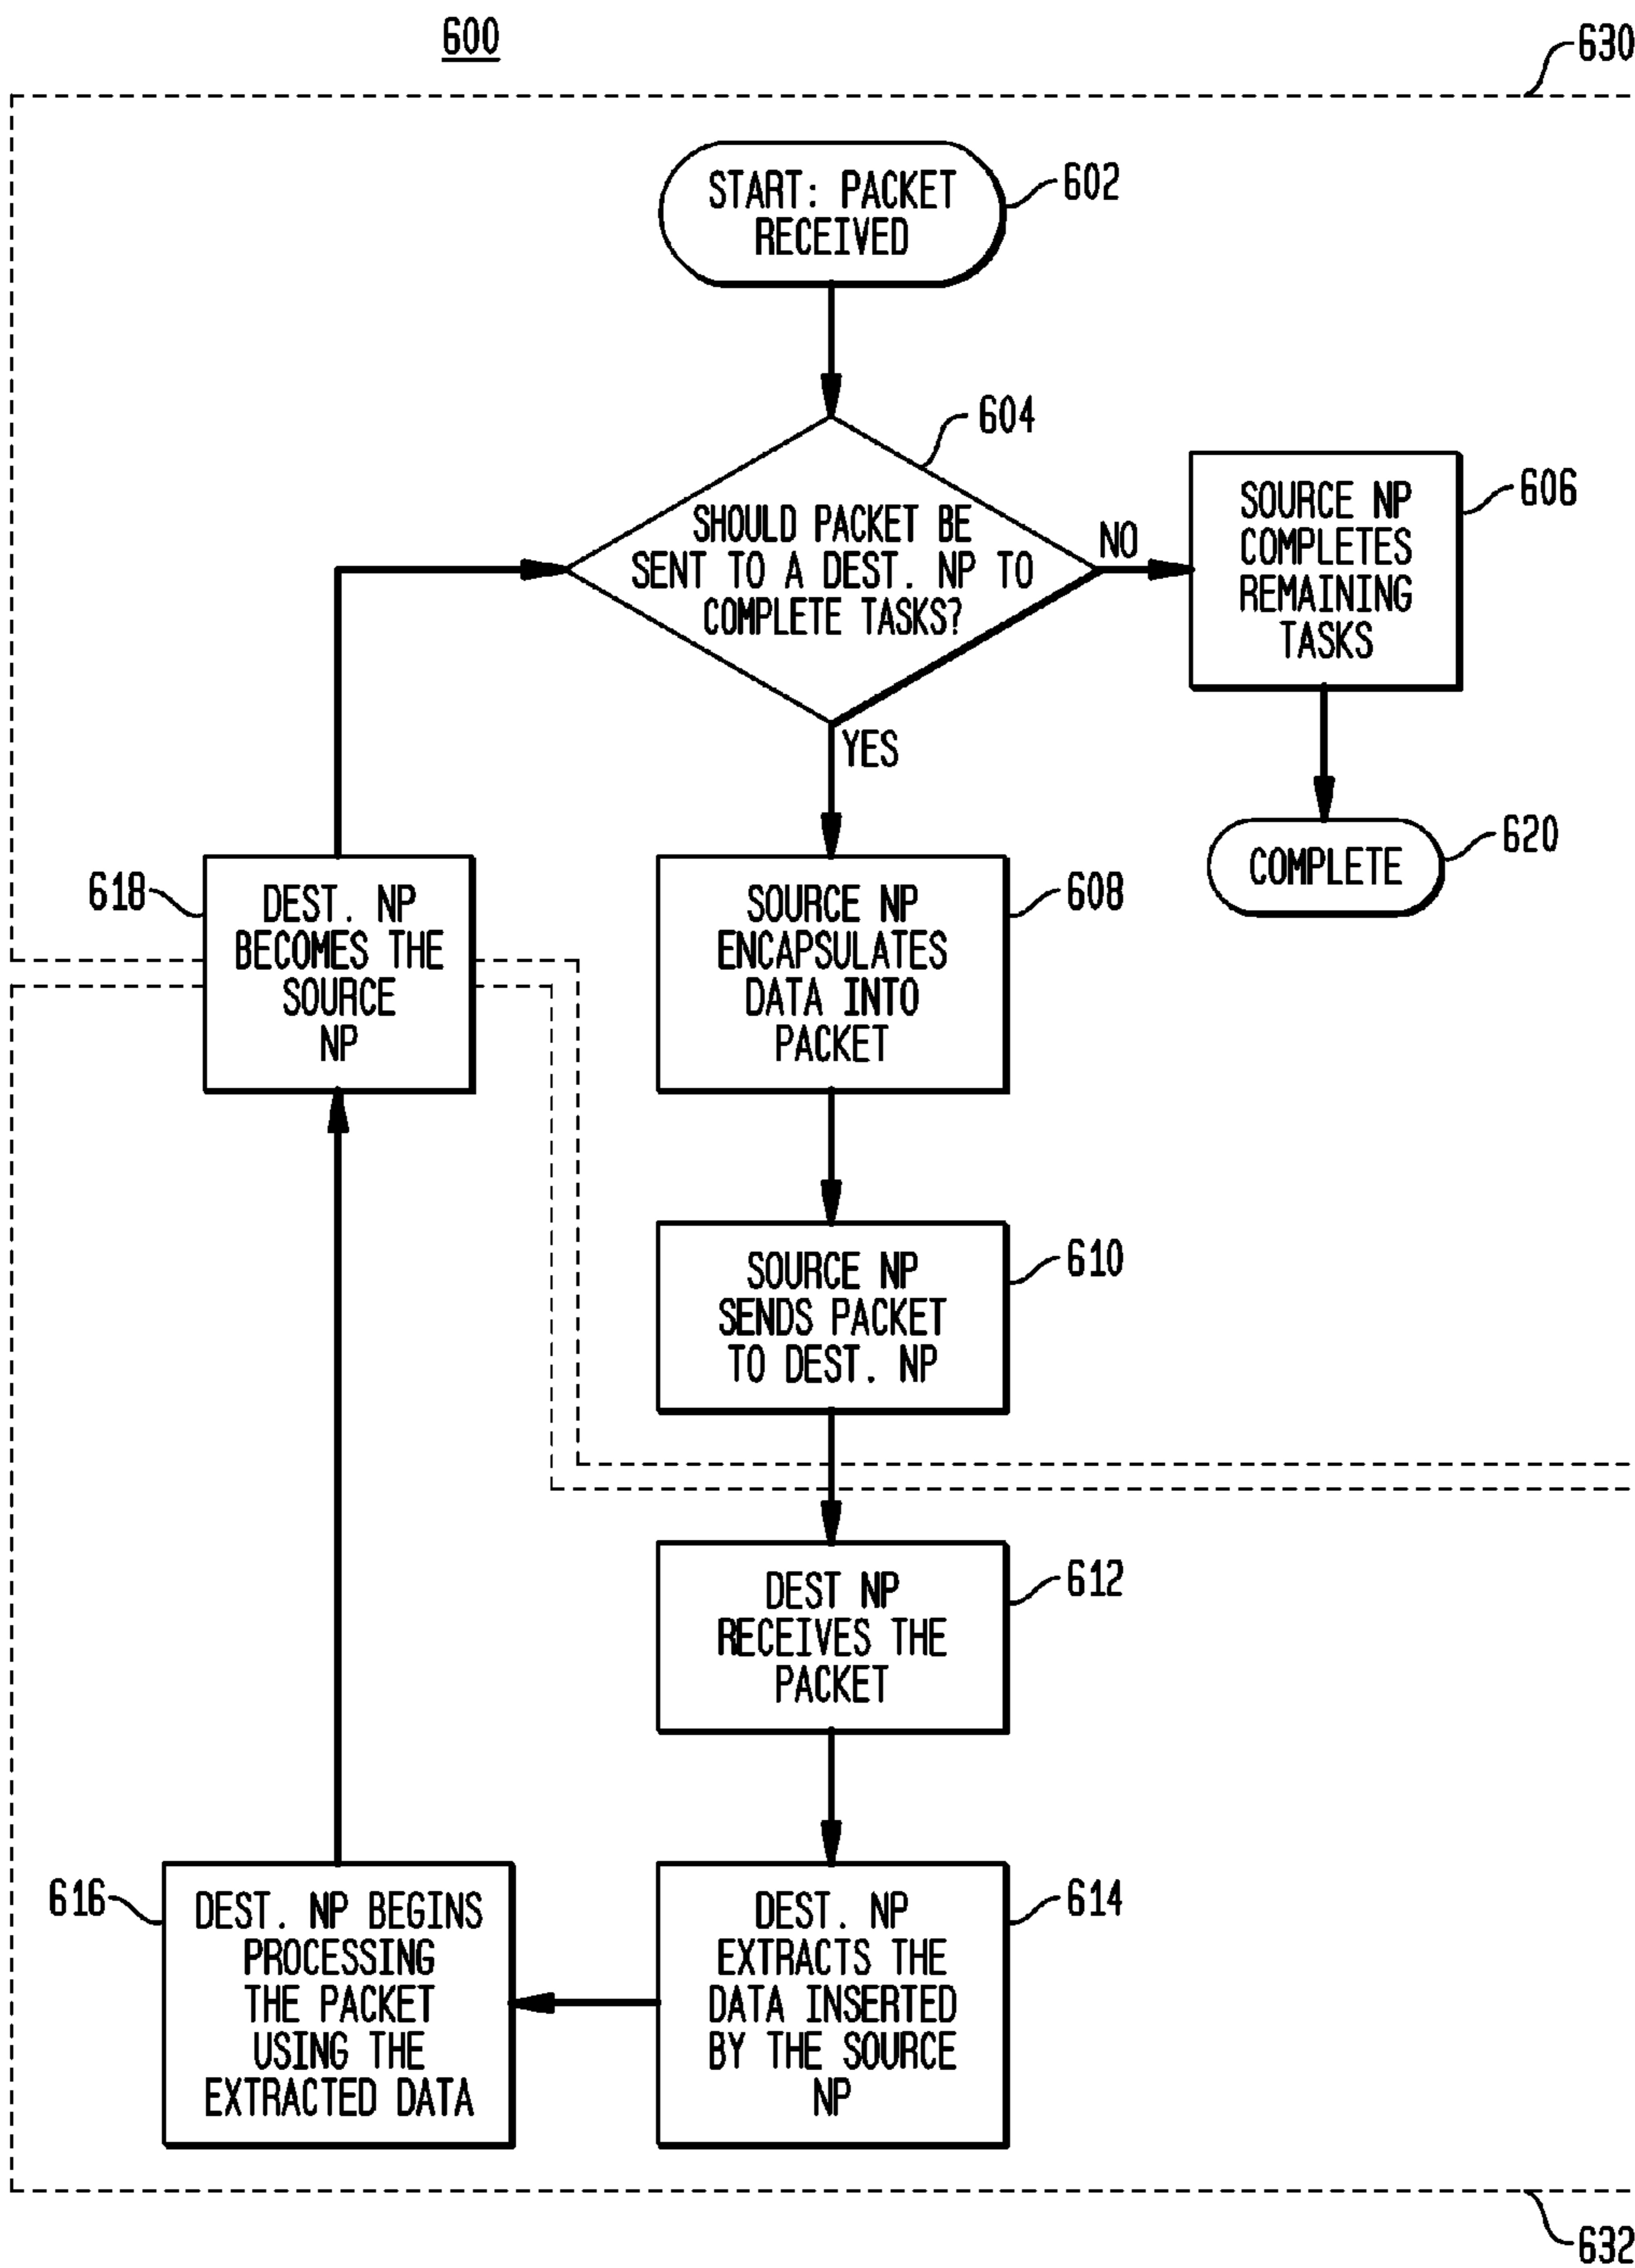 600
630
START: PACKET
RECEIVED
602
604
SHOULD PACKET BE
SENT TO A DEST. NP TO
COMPLETE TASKS?
NO
YES
SOURCE NP
COMPLETES
REMAINING
TASKS
606
COMPLETE
620
618
DEST. NP
BECOMES THE
SOURCE
NP
SOURCE NP
ENCAPSULATES
DATA INTO
PACKET
608
SOURCE NP
SENDS PACKET
TO DEST. NP
610
DEST NP
RECEIVES THE
PACKET
612
616
DEST. NP BEGINS
PROCESSING
THE PACKET
USING THE
EXTRACTED DATA
DEST. NP
EXTRACTS THE
DATA INSERTED
BY THE SOURCE
NP
614
632